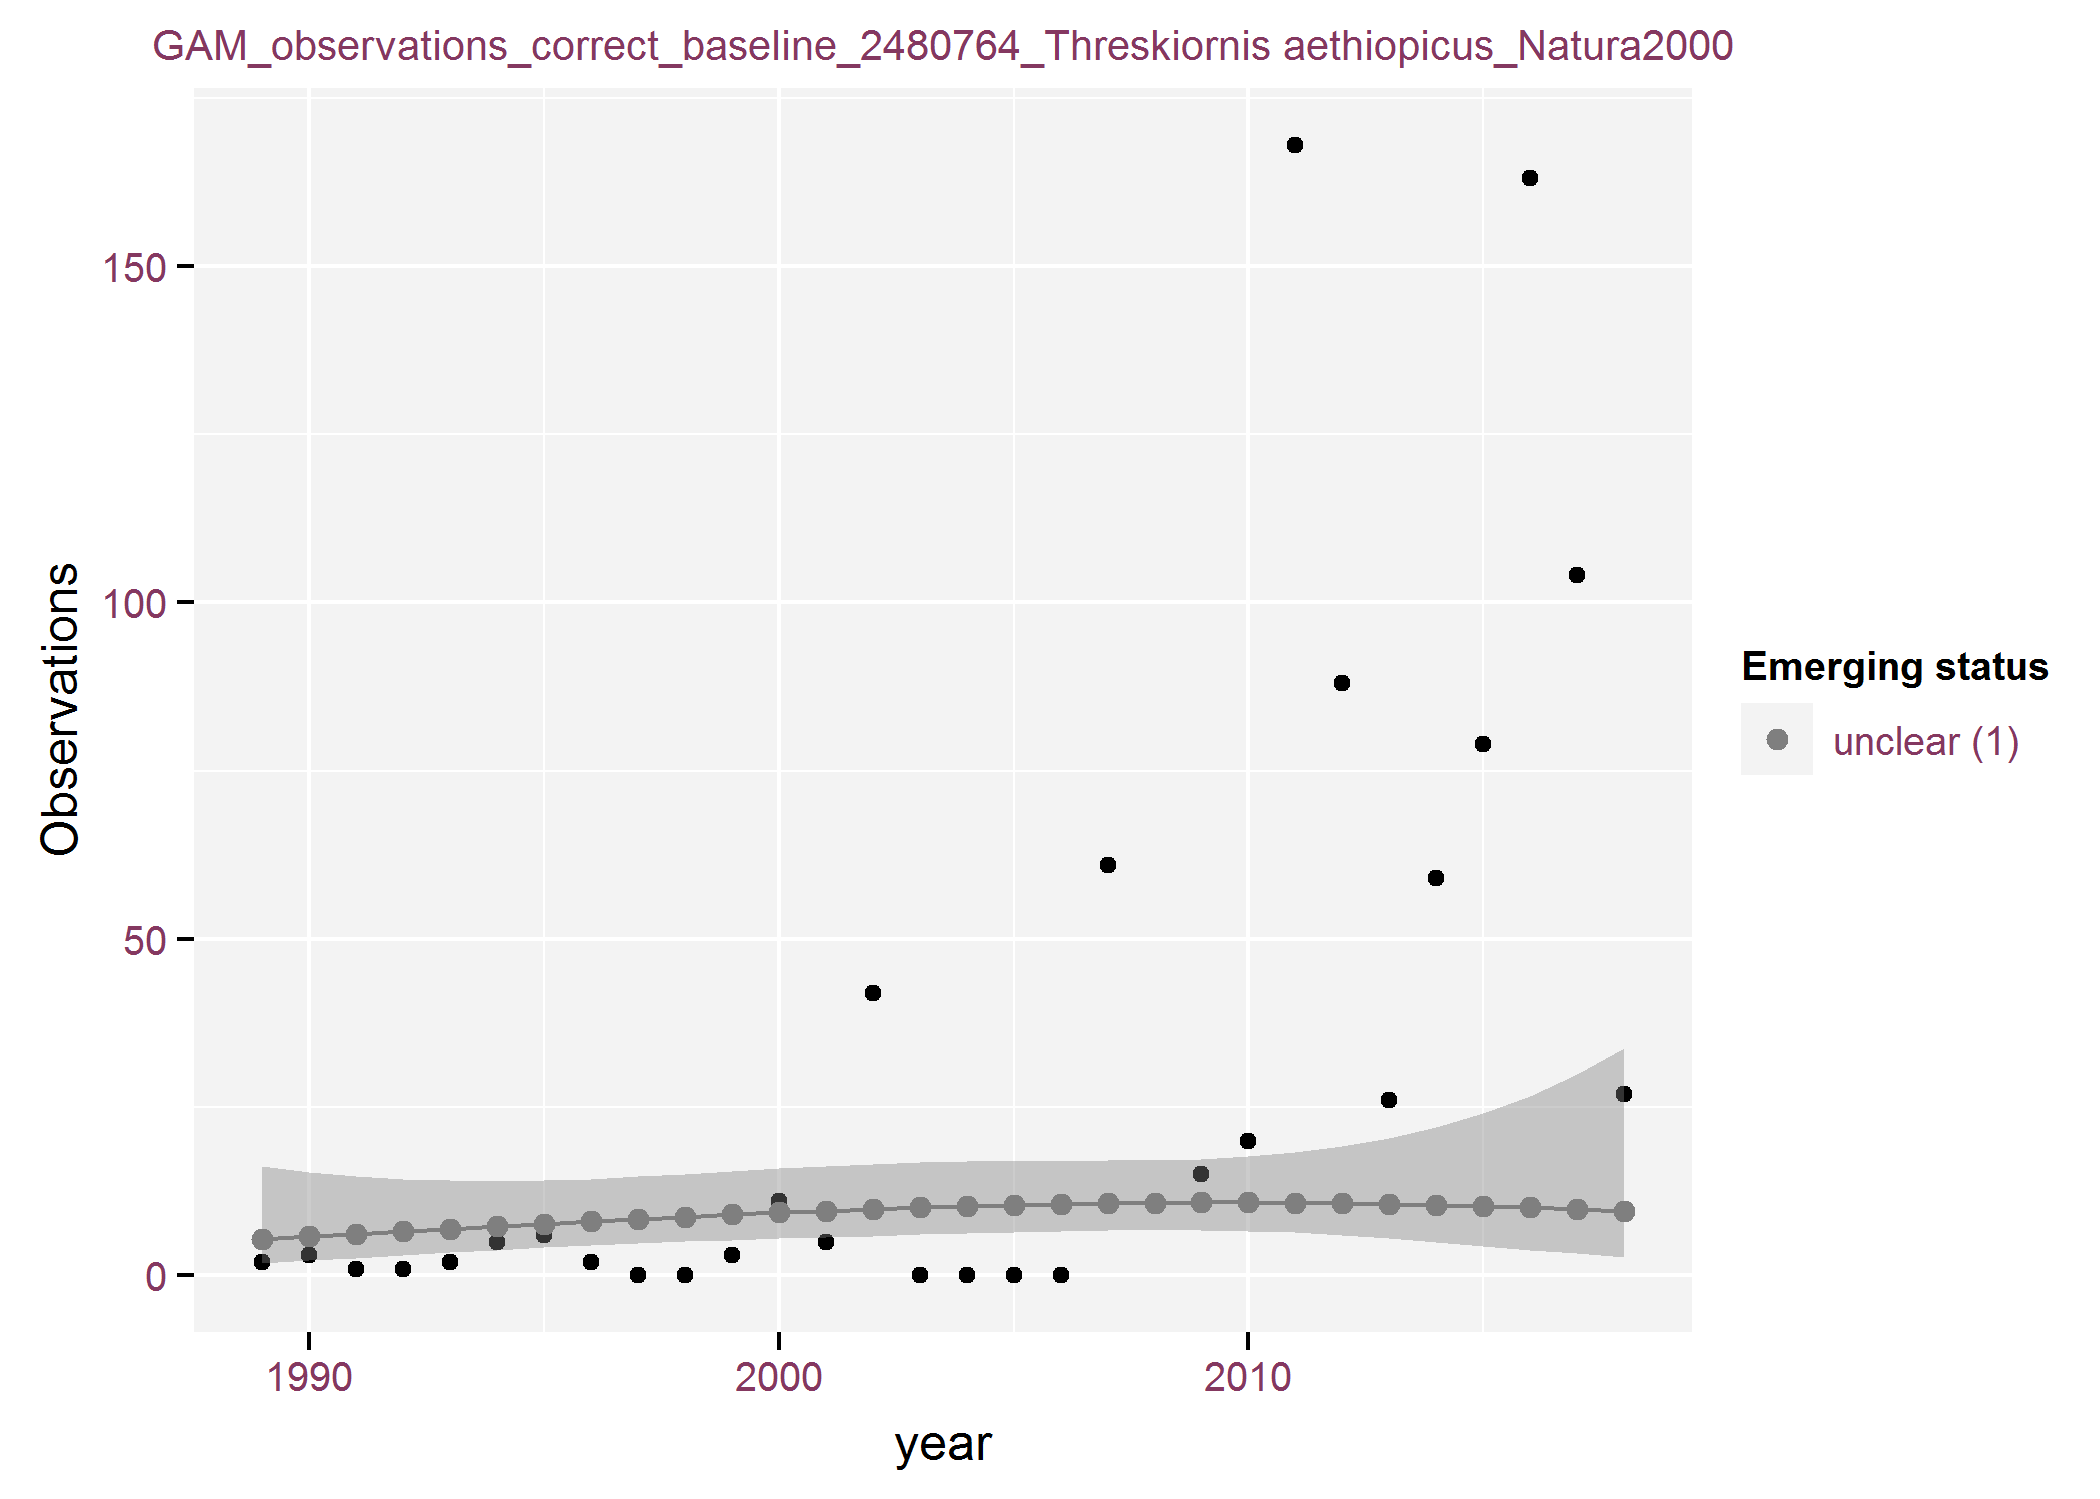 GAM_observations_correct_baseline_2480764_Threskiornis aethiopicus_Natura2000
Observations
150
100
50
0
1990
2000
2010
year
Emerging status
unclear (1)